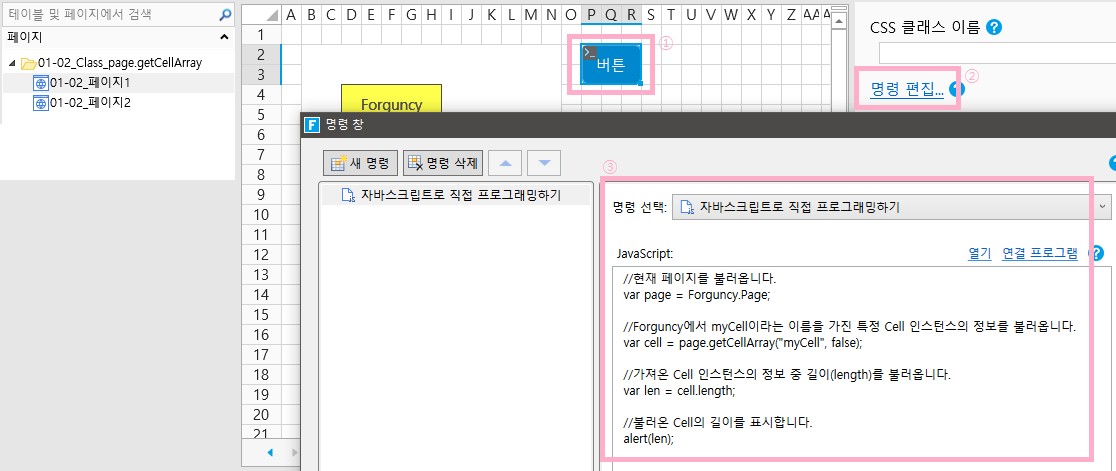 테이블 및 페이지에서 검색
페이지
01-02_Class_page.getCellArray
01-02_페이지1
01-02_페이지2
A B C D E F G H I J K L M N O P Q R S T U V W X Y Z AA A
1
2
3
4
5
6
7
8
9
10
11
12
13
14
15
16
17
18
19
20
21
① 버튼
Forguncy
CSS 클래스 이름
② 명령 편집...
F 명령 창
새 명령 명령 삭제
자바스크립트로 직접 프로그래밍하기
③
명령 선택: 자바스크립트로 직접 프로그래밍하기
JavaScript: 열기 연결 프로그램
//현재 페이지를 불러옵니다.
var page = Forguncy.Page;
//Forguncy에서 myCell이라는 이름을 가진 특정 Cell 인스턴스의 정보를 불러옵니다.
var cell = page.getCellArray("myCell", false);
//가져온 Cell 인스턴스의 정보 중 길이(length)를 불러옵니다.
var len = cell.length;
//불러온 Cell의 길이를 표시합니다.
alert(len);